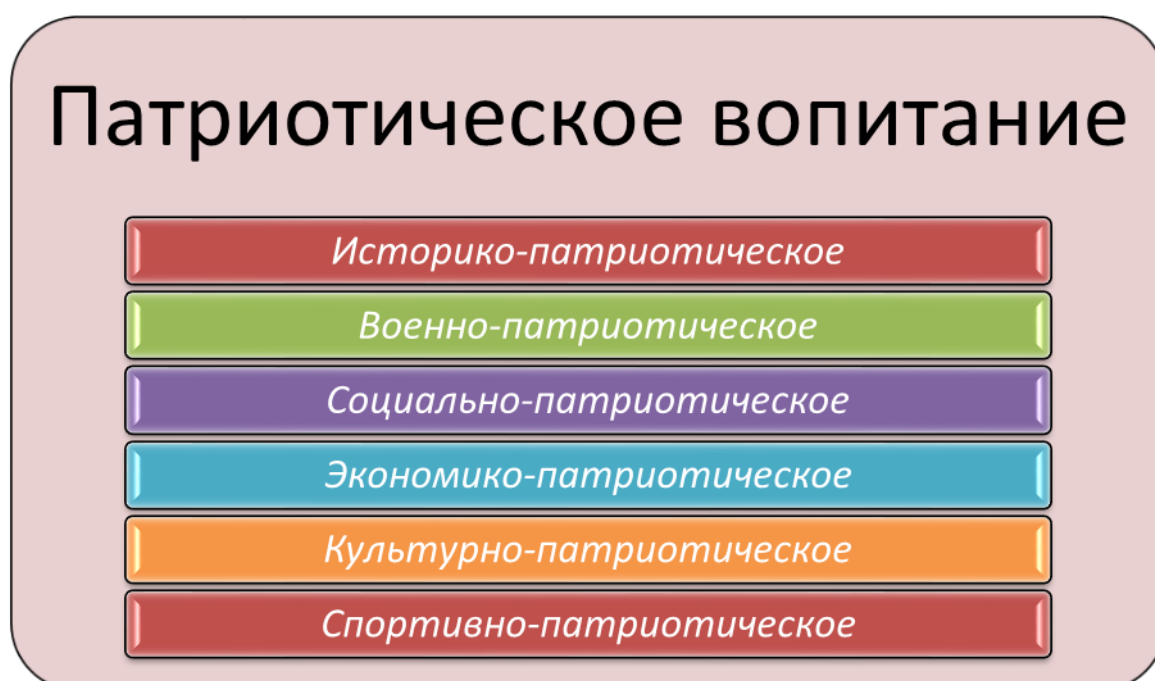 Патриотическое вопитание
Историко-патриотическое
Военно-патриотическое
Социально-патриотическое
Экономико-патриотическое
Культурно-патриотическое
Спортивно-патриотическое